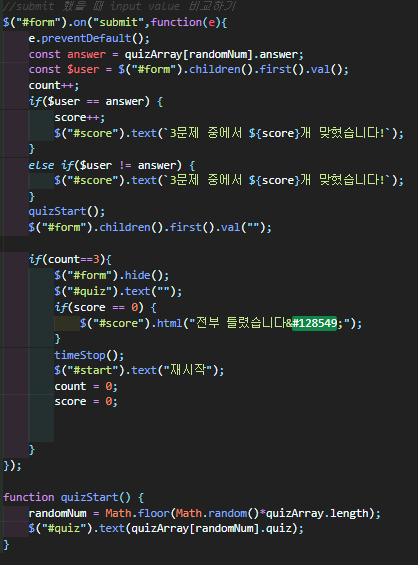 //submit 했을 때 input value 비교하기
$("#form").on("submit",function(e){
    e.preventDefault();
    const answer = quizArray[randomNum].answer;
    const $user = $("#form").children().first().val();
    count++;
    if($user == answer) {
        score++;
        $("#score").text(`3문제 중에서 ${score}개 맞혔습니다!`);
    }
    else if($user != answer) {
        $("#score").text(`3문제 중에서 ${score}개 맞혔습니다!`);
    }
    quizStart();
    $("#form").children().first().val("");

    if(count==3){
        $("#form").hide();
        $("#quiz").text("");
        if(score == 0) {
            $("#score").html("전부 틀렸습니다&#128549;");
        }
        timeStop();
        $("#start").text("재시작");
        count = 0;
        score = 0;

    }
});

function quizStart() {
    randomNum = Math.floor(Math.random()*quizArray.length);
    $("#quiz").text(quizArray[randomNum].quiz);
}